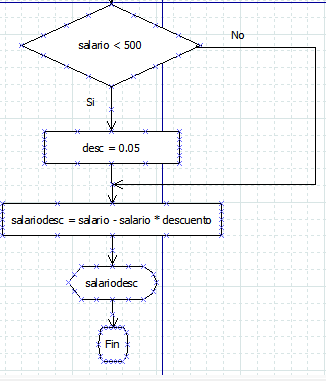 salario < 500
No
Si
desc = 0.05
salariodesc = salario - salario * descuento
salariodesc
Fin